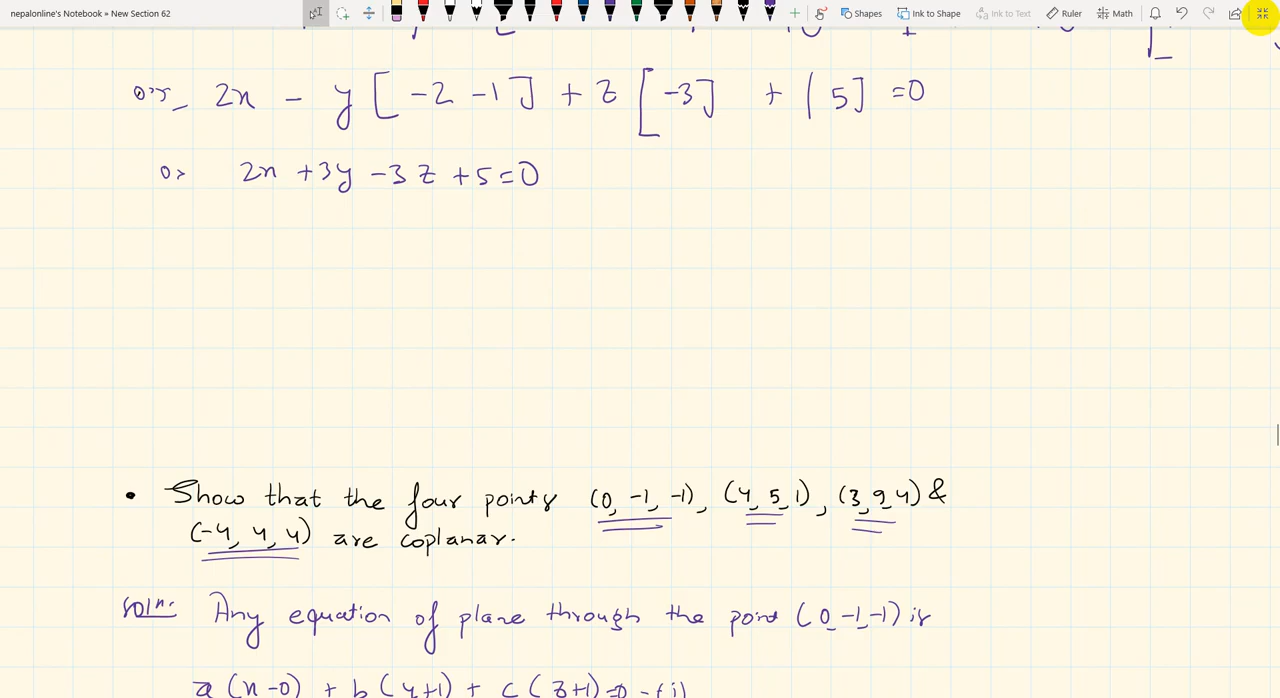 nepalonline's Notebook » New Section 62
Shapes Ink to Shape Ink to Text Ruler Math
or, 2x - y [-2 -1] + z [-3] + [5] =0
or 2x +3y -3z +5=0
• Show that the four points (0, -1, -1), (4, 5, 1), (3, 9, 4) &
(-4, 4, 4) are coplanar.
Soln: Any equation of plane through the point (0, -1, -1) is
a (x-0) + b (y+1) + c (z+1) =0 -(i)